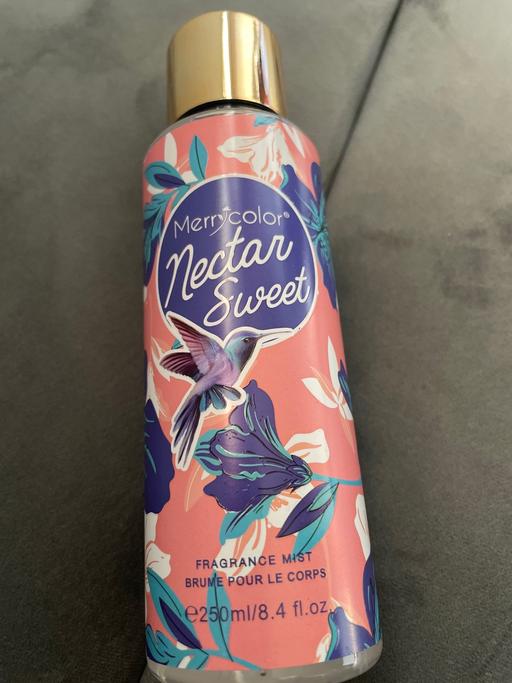 Merrycolor®
Nectar
Sweet
FRAGRANCE MIST
BRUME POUR LE CORPS
℮250ml/8.4 fl.oz.